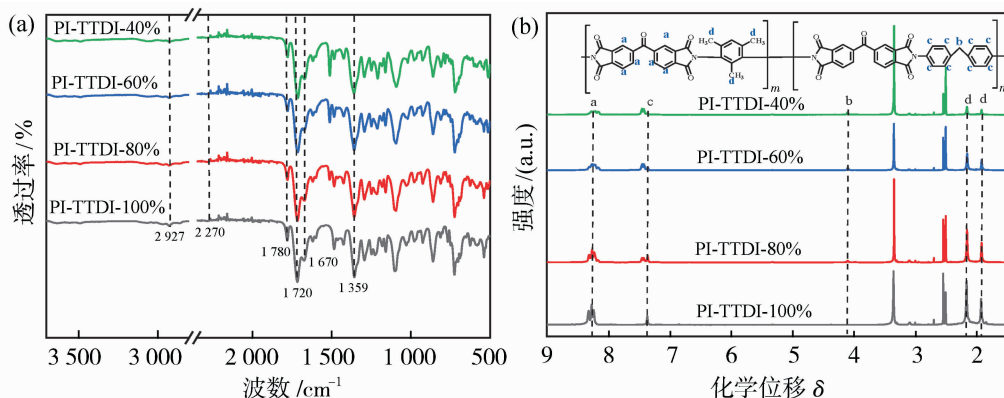 (a)
PI-TTDI-40%
PI-TTDI-60%
PI-TTDI-80%
PI-TTDI-100%
2 927
2 270
1 780
1 720
1 670
1 359
透过率/%
3 500
3 000
2 000
1 500
1 000
500
波数/cm⁻¹
(b)
a a a a a a
O O O O O
N N
H₃C d d CH₃
CH₃
d
m
O O O O O
N N
c c b c c
c c c c
n
PI-TTDI-40%
a c b d d
PI-TTDI-60%
PI-TTDI-80%
PI-TTDI-100%
强度/(a.u.)
9 8 7 6 5 4 3 2
化学位移 δ